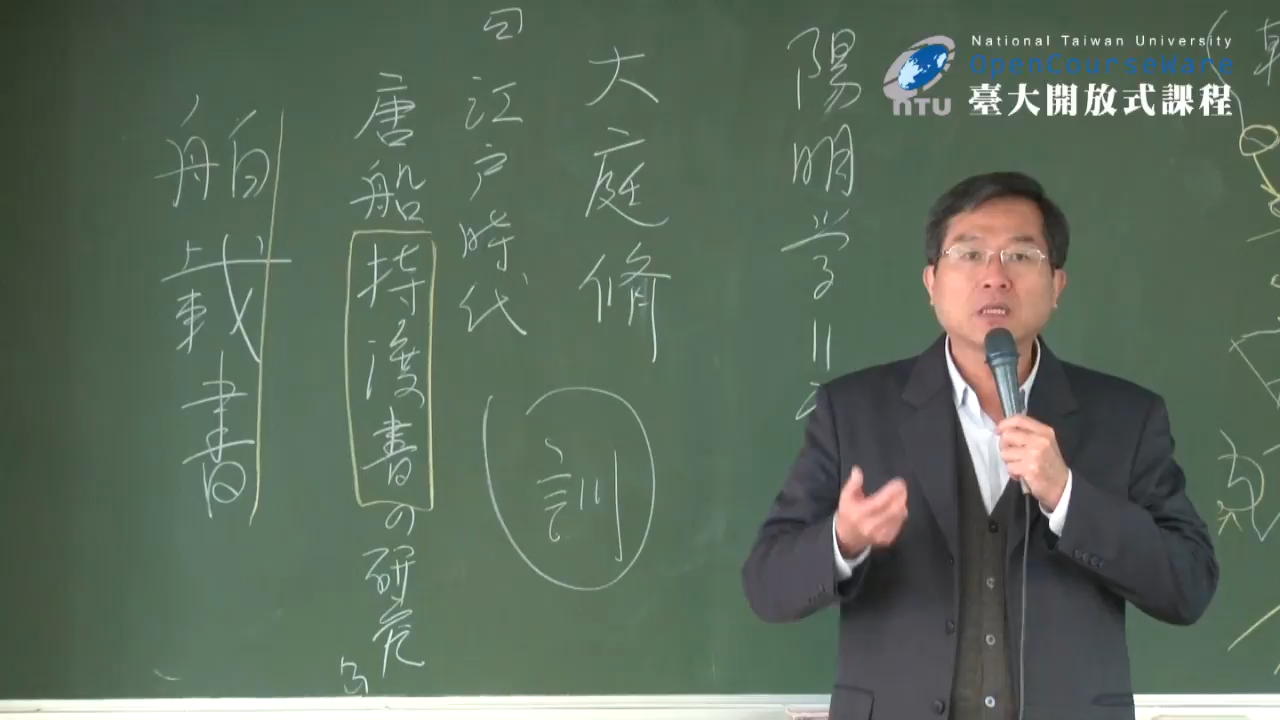 National Taiwan University
OpenCourseWare
NTU
臺大開放式課程
陽明学
大庭脩
「江戸時代
唐船持渡書の研究」
訓
舶載書